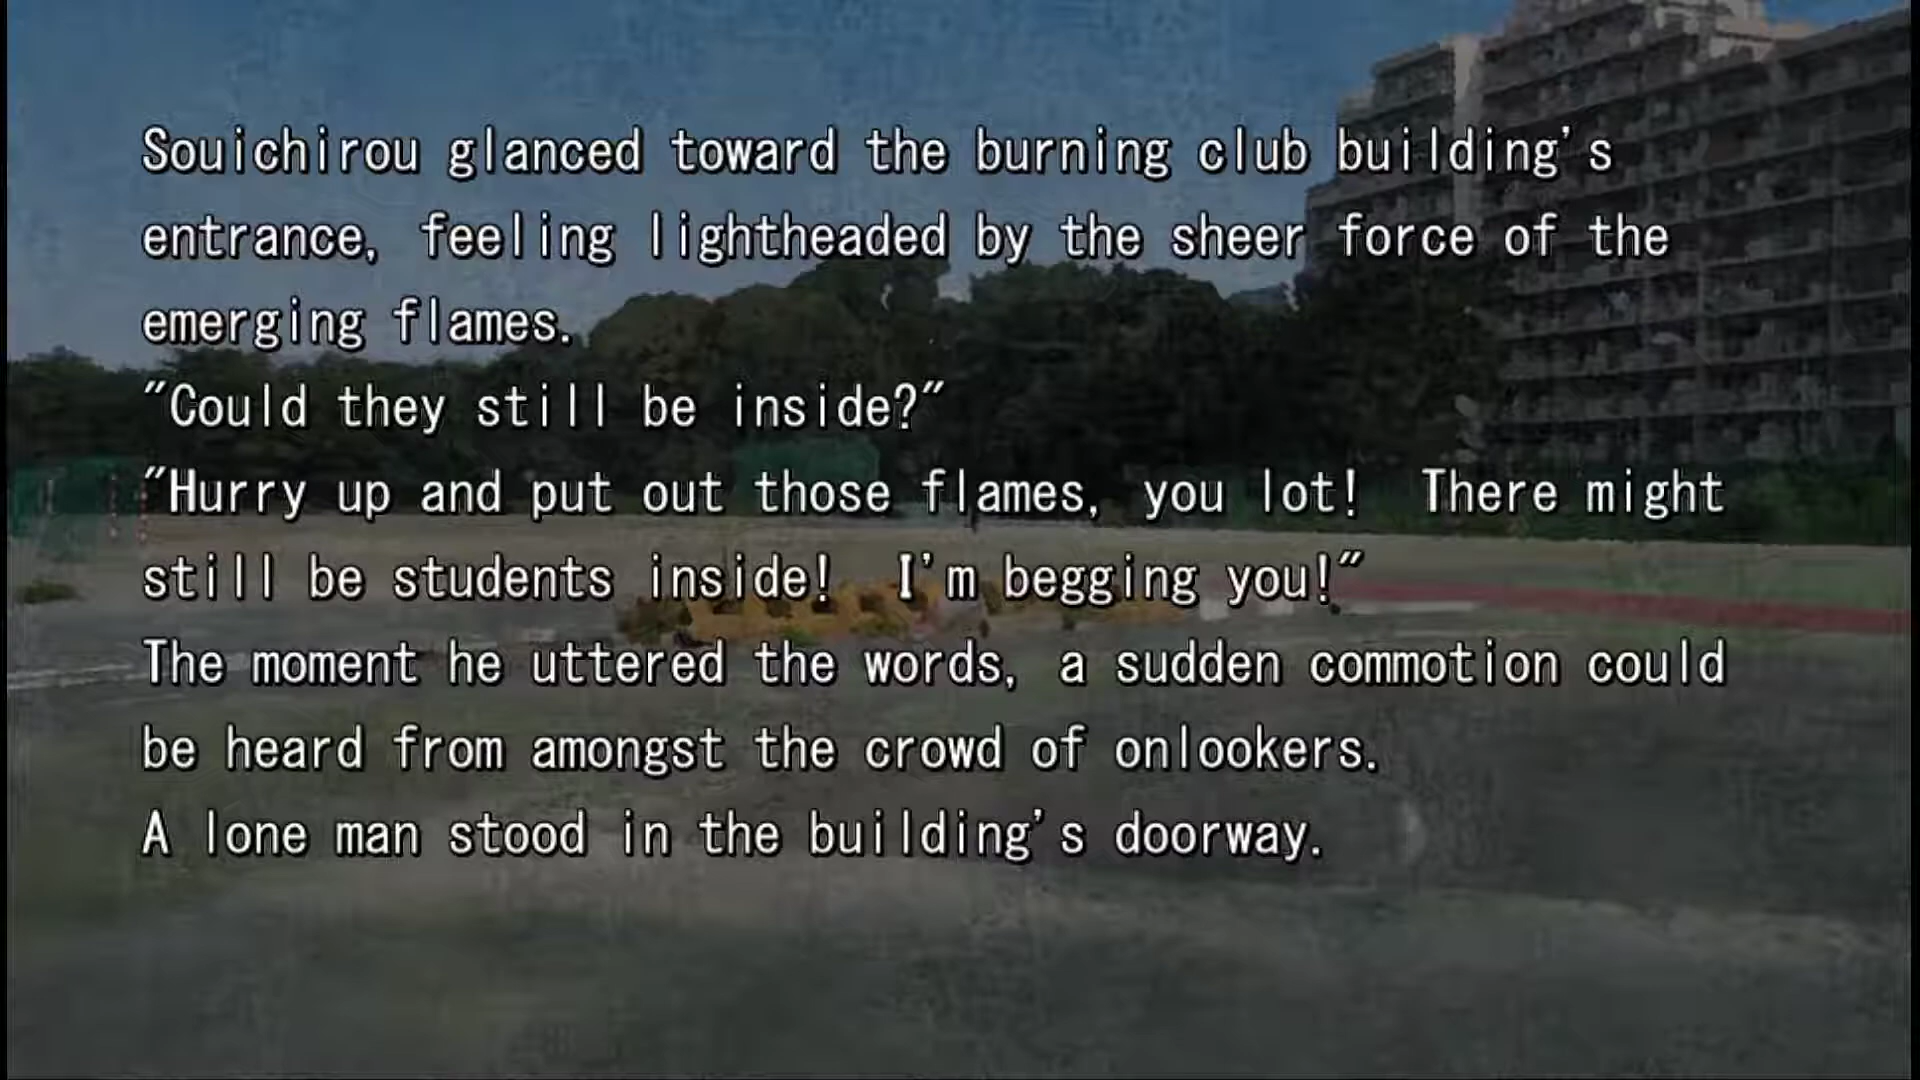 Souichirou glanced toward the burning club building's
entrance, feeling lightheaded by the sheer force of the
emerging flames.
"Could they still be inside?"
"Hurry up and put out those flames, you lot!  There might
still be students inside!  I'm begging you!"
The moment he uttered the words, a sudden commotion could
be heard from amongst the crowd of onlookers.
A lone man stood in the building's doorway.